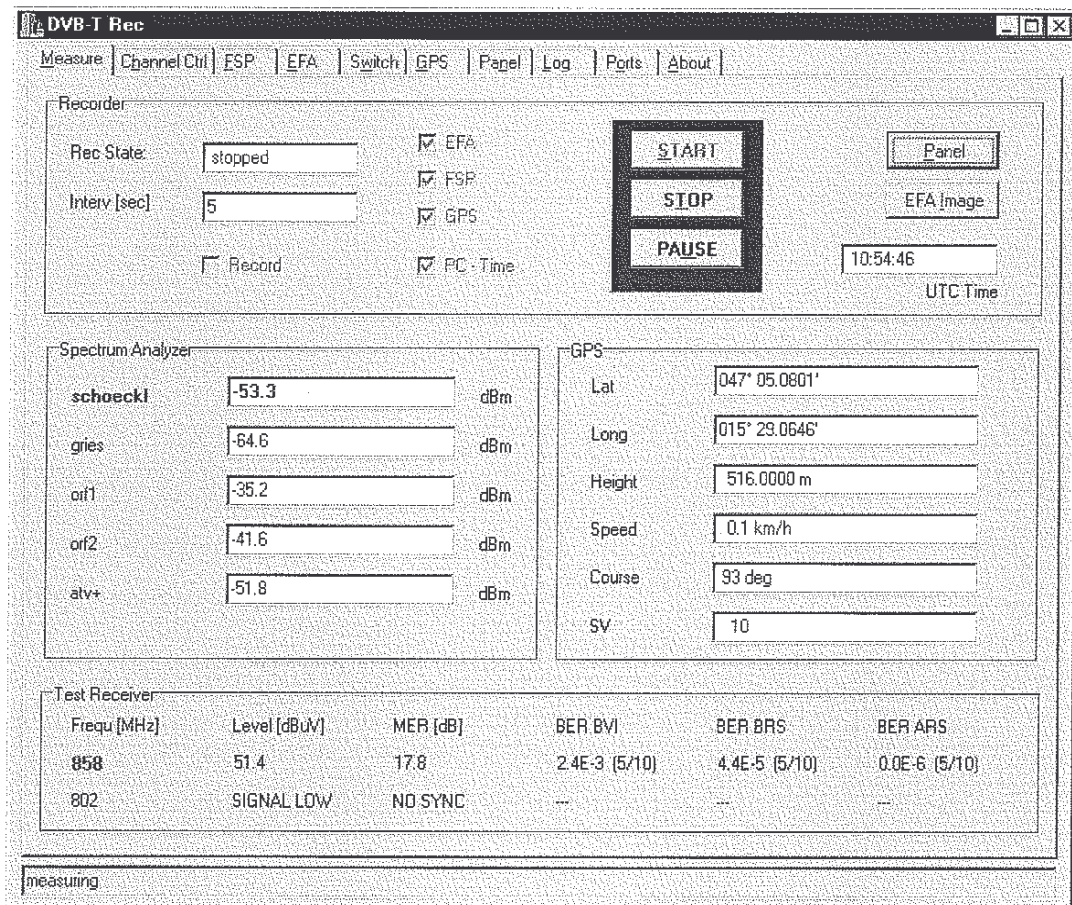 DVB-T Rec
Measure Channel Ctrl FSP EFA Switch GPS Panel Log Ports About
Recorder
Rec State: stopped
Interv [sec] 5
Record
EFA
FSP
GPS
PC - Time
START
STOP
PAUSE
Panel
EFA Image
10:54:46
UTC Time
Spectrum Analyzer
schoeckl -53.3 dBm
gries -64.6 dBm
orf1 -35.2 dBm
orf2 -41.6 dBm
atv+ -51.8 dBm
GPS
Lat 047° 05.0801'
Long 015° 29.0646'
Height 516.0000 m
Speed 0.1 km/h
Course 93 deg
SV 10
Test Receiver
Frequ [MHz] Level [dBuV] MER [dB] BER BVI BER BRS BER ARS
858 51.4 17.8 2.4E-3 (5/10) 4.4E-5 (5/10) 0.0E-6 (5/10)
802 SIGNAL LOW NO SYNC --- --- ---
measuring